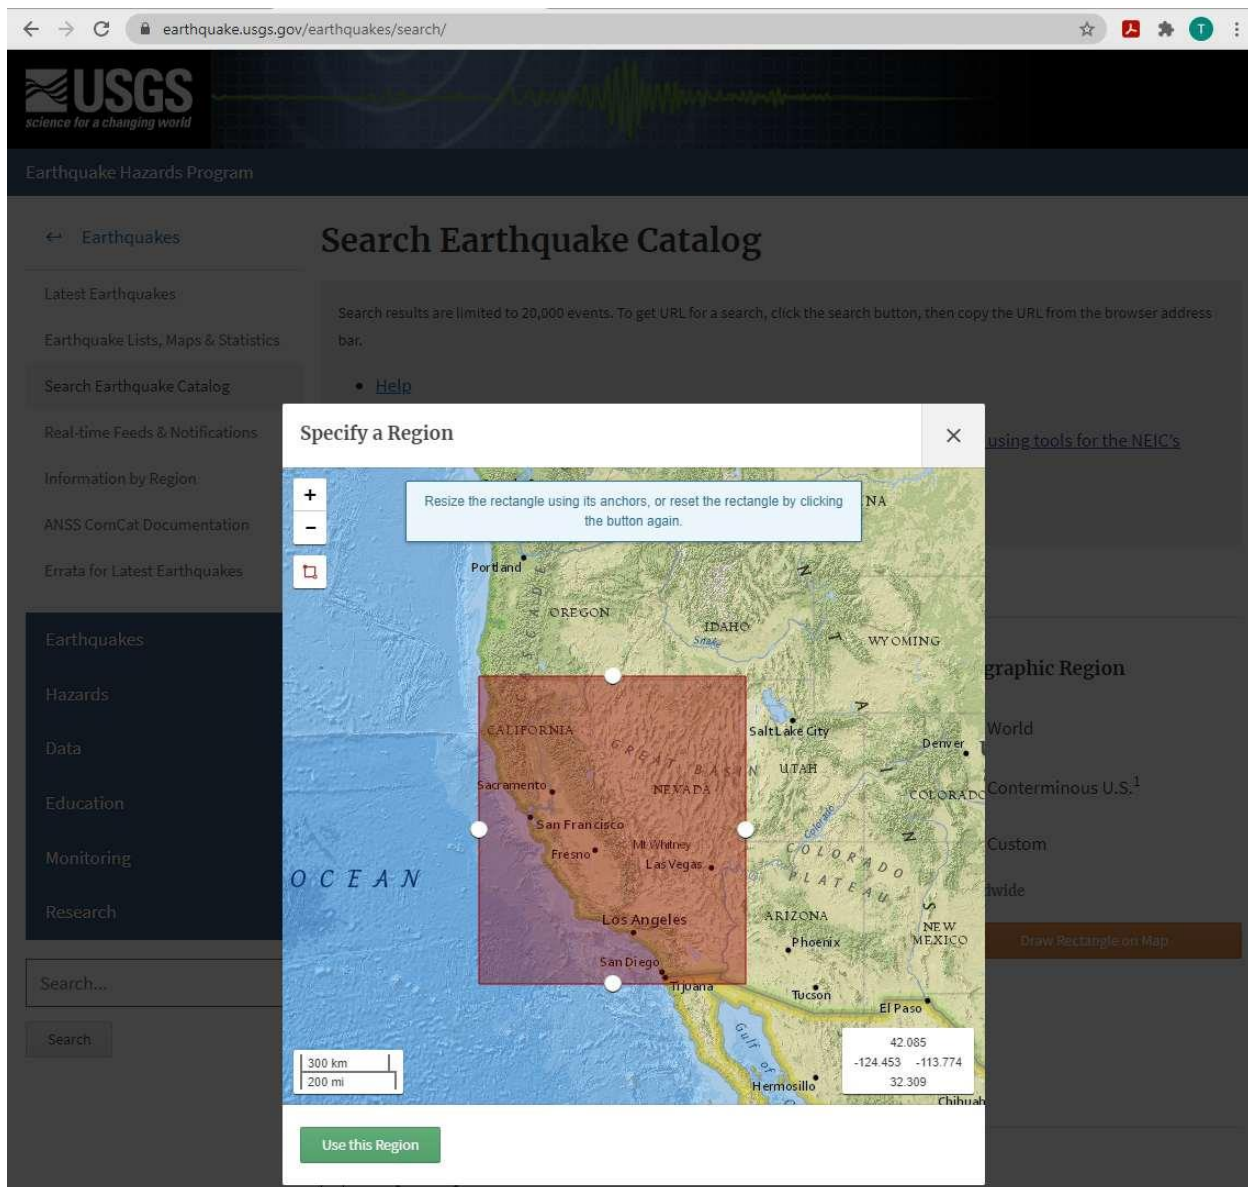 earthquake.usgs.gov/earthquakes/search/
T
USGS
science for a changing world
Earthquake Hazards Program
Earthquakes
Latest Earthquakes
Earthquake Lists, Maps & Statistics
Search Earthquake Catalog
Real-time Feeds & Notifications
Information by Region
ANSS ComCat Documentation
Errata for Latest Earthquakes
Earthquakes
Hazards
Data
Education
Monitoring
Research
Search...
Search
Search Earthquake Catalog
Search results are limited to 20,000 events. To get URL for a search, click the search button, then copy the URL from the browser address
bar.
• Help
using tools for the NEIC's
Specify a Region
+
−
Resize the rectangle using its anchors, or reset the rectangle by clicking
the button again.
NA
Portland
OREGON
IDAHO
Snake
WYOMING
CALIFORNIA
GREAT BASIN
Salt Lake City
Denver
UTAH
NEVADA
COLORADO
Sacramento
San Francisco
Colorado
Mt Whitney
Fresno
Las Vegas
COLORADO
PLATEAU
OCEAN
Los Angeles
ARIZONA
NEW
MEXICO
Phoenix
San Diego
Tijuana
Tucson
El Paso
Gulf of
Hermosillo
Chihuah
300 km
200 mi
42.085
-124.453 -113.774
32.309
Use this Region
graphic Region
World
Conterminous U.S.1
Custom
wide
Draw Rectangle on Map